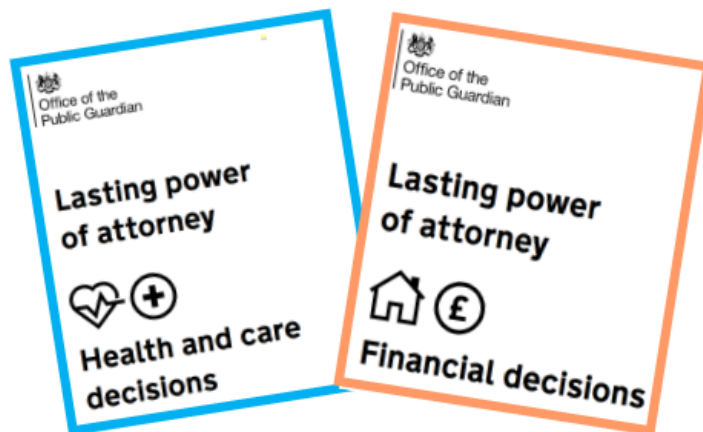 Office of the
Public Guardian
Lasting power
of attorney
Health and care
decisions
Office of the
Public Guardian
Lasting power
of attorney
£
Financial decisions